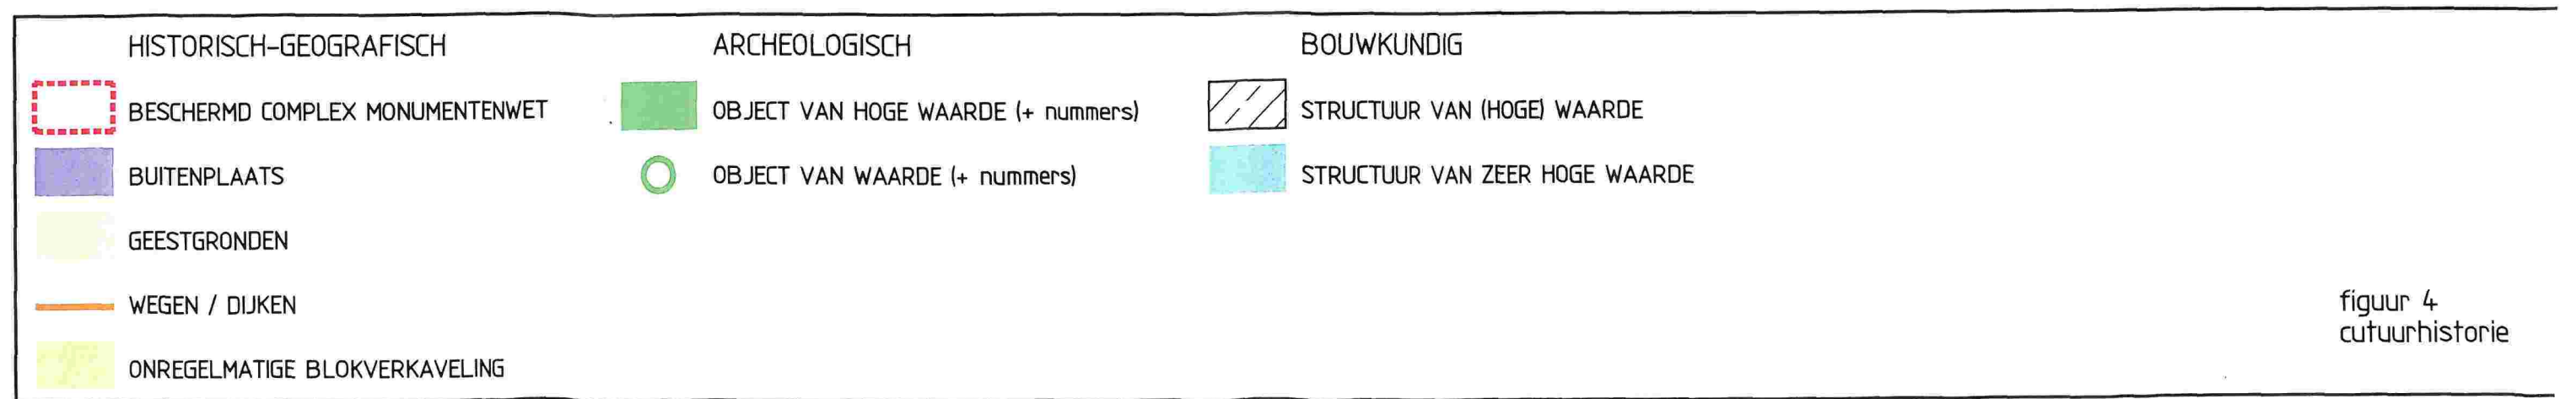 HISTORISCH-GEOGRAFISCH
BESCHERMD COMPLEX MONUMENTENWET
BUITENPLAATS
GEESTGRONDEN
WEGEN / DIJKEN
ONREGELMATIGE BLOKVERKAVELING
ARCHEOLOGISCH
OBJECT VAN HOGE WAARDE (+ nummers)
OBJECT VAN WAARDE (+ nummers)
BOUWKUNDIG
STRUCTUUR VAN (HOGE) WAARDE
STRUCTUUR VAN ZEER HOGE WAARDE
figuur 4
cutuurhistorie